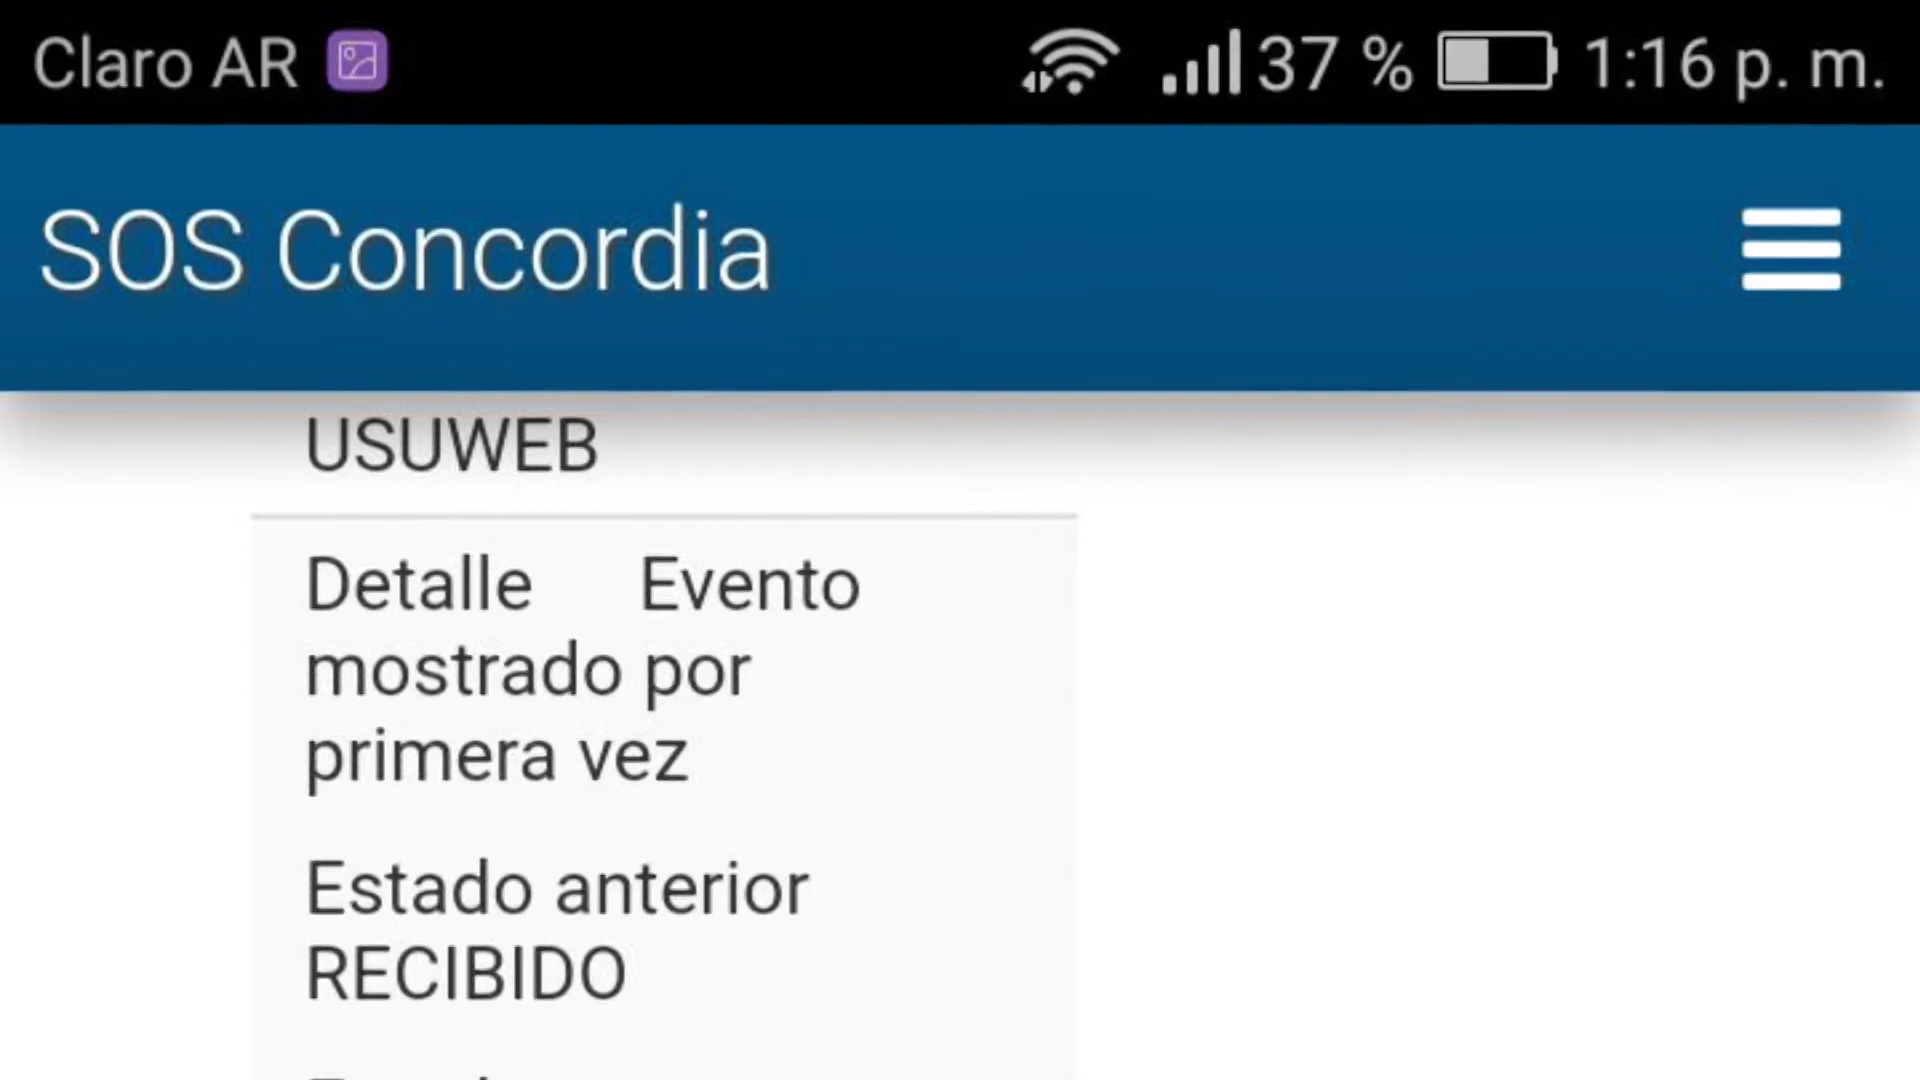 Claro AR 37 % 1:16 p. m.
SOS Concordia
USUWEB
Detalle Evento
mostrado por
primera vez
Estado anterior
RECIBIDO